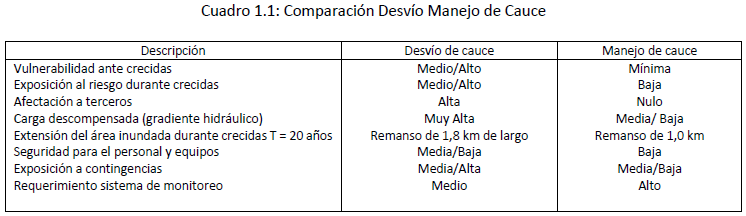 Cuadro 1.1: Comparación Desvío Manejo de Cauce
Descripción Desvío de cauce Manejo de cauce
Vulnerabilidad ante crecidas Medio/Alto Mínima
Exposición al riesgo durante crecidas Medio/Alto Baja
Afectación a terceros Alta Nulo
Carga descompensada (gradiente hidráulico) Muy Alta Media/ Baja
Extensión del área inundada durante crecidas T = 20 años Remanso de 1,8 km de largo Remanso de 1,0 km
Seguridad para el personal y equipos Media/Baja Baja
Exposición a contingencias Media/Alta Media/Baja
Requerimiento sistema de monitoreo Medio Alto